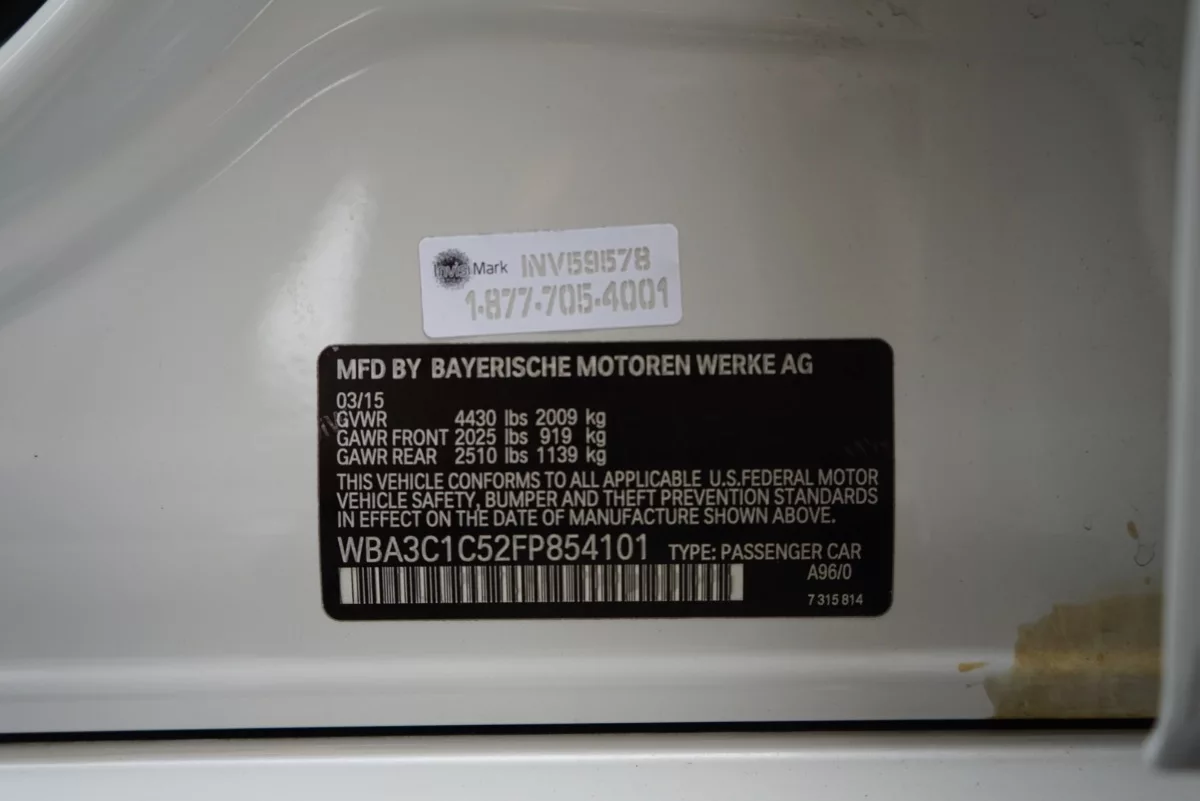 InvisiMark INV59578
1-877-705-4001
MFD BY BAYERISCHE MOTOREN WERKE AG
03/15
GVWR 4430 lbs 2009 kg
GAWR FRONT 2025 lbs 919 kg
GAWR REAR 2510 lbs 1139 kg
THIS VEHICLE CONFORMS TO ALL APPLICABLE U.S.FEDERAL MOTOR
VEHICLE SAFETY, BUMPER AND THEFT PREVENTION STANDARDS
IN EFFECT ON THE DATE OF MANUFACTURE SHOWN ABOVE.
WBA3C1C52FP854101 TYPE: PASSENGER CAR
A96/0
7 315 814